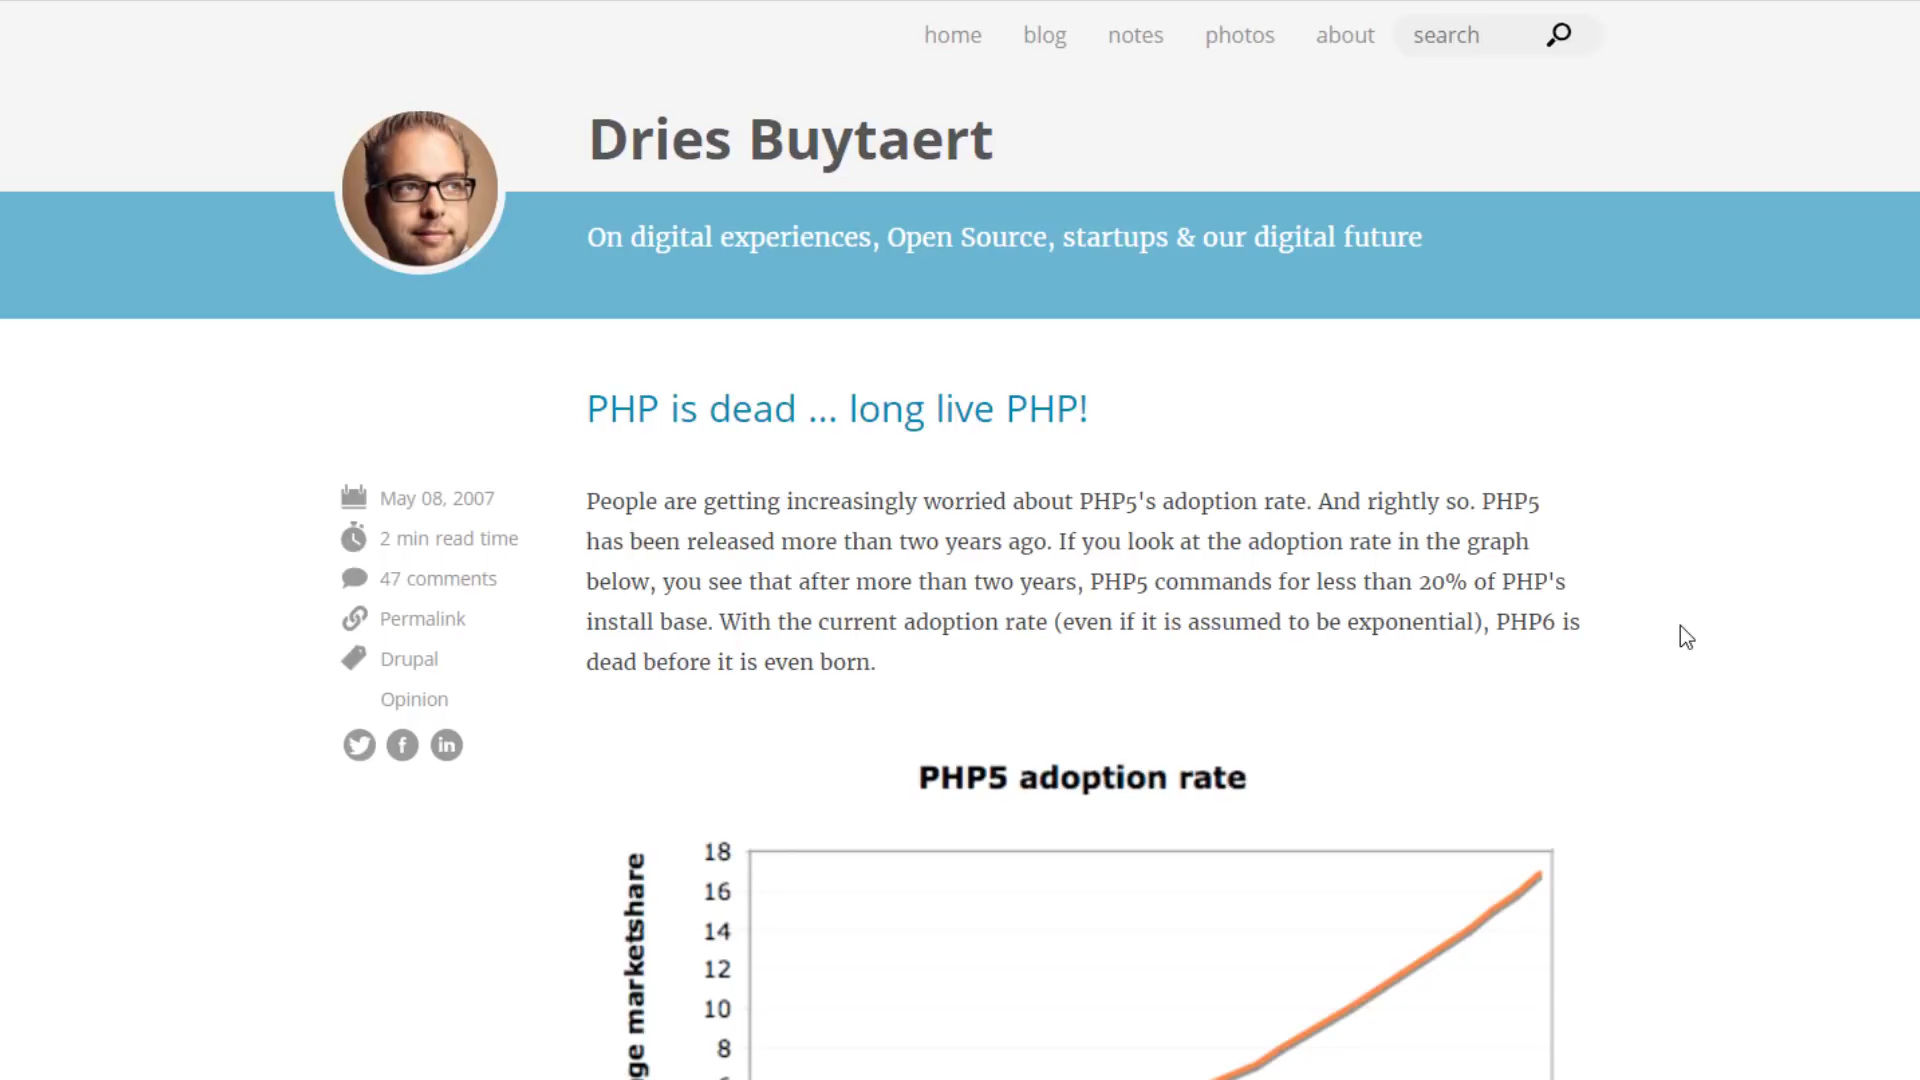 home blog notes photos about search
Dries Buytaert
On digital experiences, Open Source, startups & our digital future
PHP is dead ... long live PHP!
May 08, 2007
2 min read time
47 comments
Permalink
Drupal
Opinion
People are getting increasingly worried about PHP5's adoption rate. And rightly so. PHP5
has been released more than two years ago. If you look at the adoption rate in the graph
below, you see that after more than two years, PHP5 commands for less than 20% of PHP's
install base. With the current adoption rate (even if it is assumed to be exponential), PHP6 is
dead before it is even born.
PHP5 adoption rate
marketshare
18
16
14
12
10
8